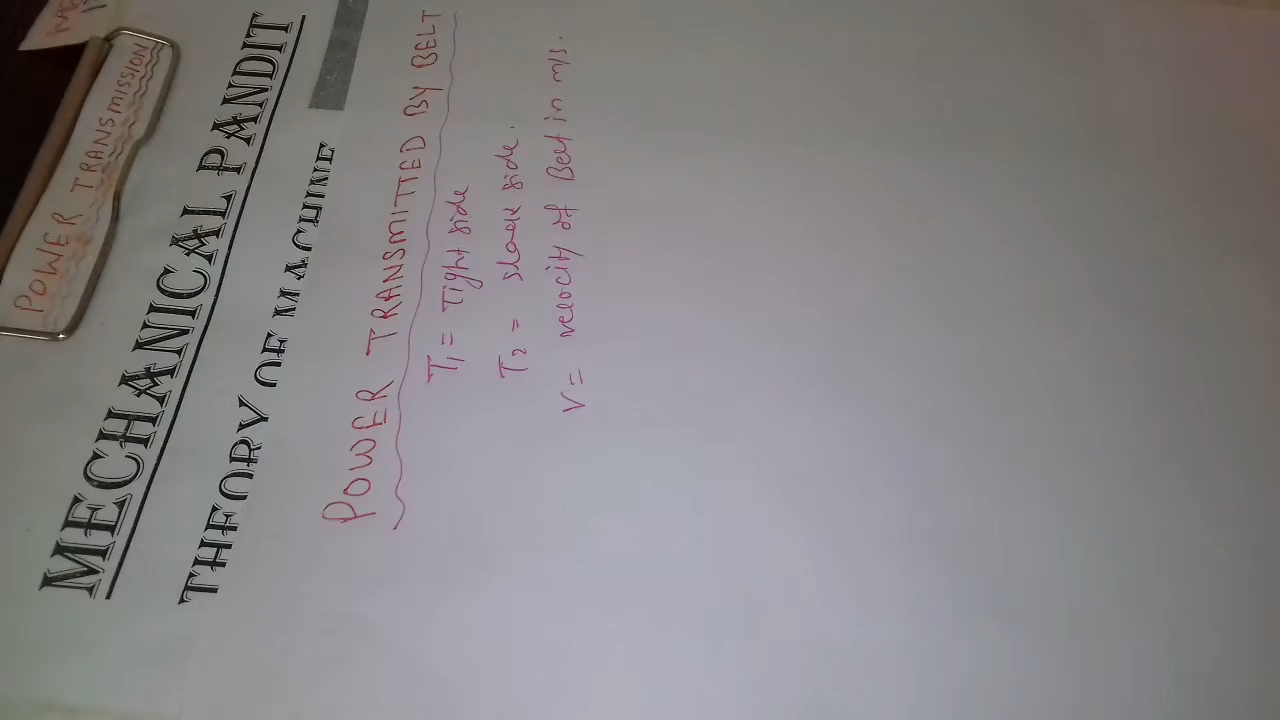 POWER TRANSMISSION
MECHANICAL PANDIT
THEORY OF MACHINE
POWER TRANSMITTED BY BELT
T1 = Tight side
T2 = slack side.
V = velocity of Belt in m/s.